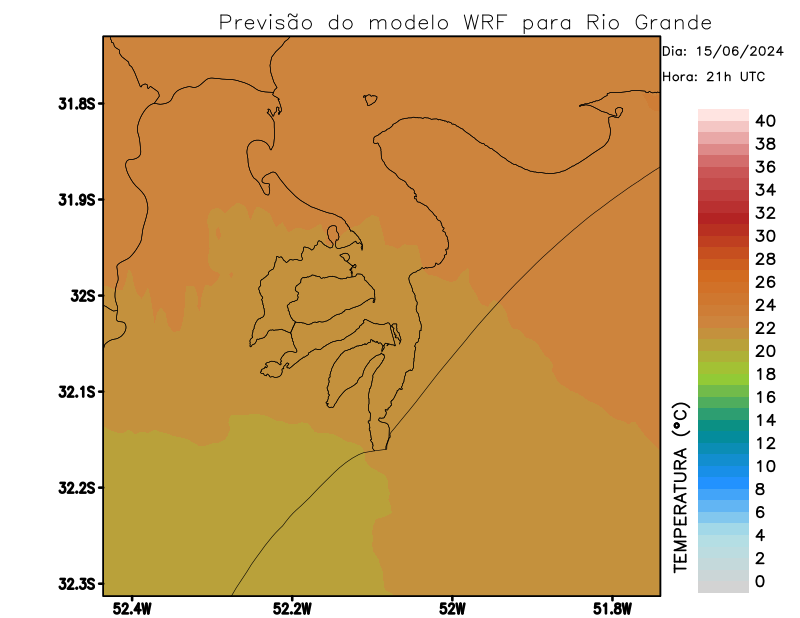 Previsão do modelo WRF para Rio Grande
Dia: 15/06/2024
Hora: 21h UTC
31.8S
31.9S
32S
32.1S
32.2S
32.3S
52.4W
52.2W
52W
51.8W
TEMPERATURA (°C)
40
38
36
34
32
30
28
26
24
22
20
18
16
14
12
10
8
6
4
2
0